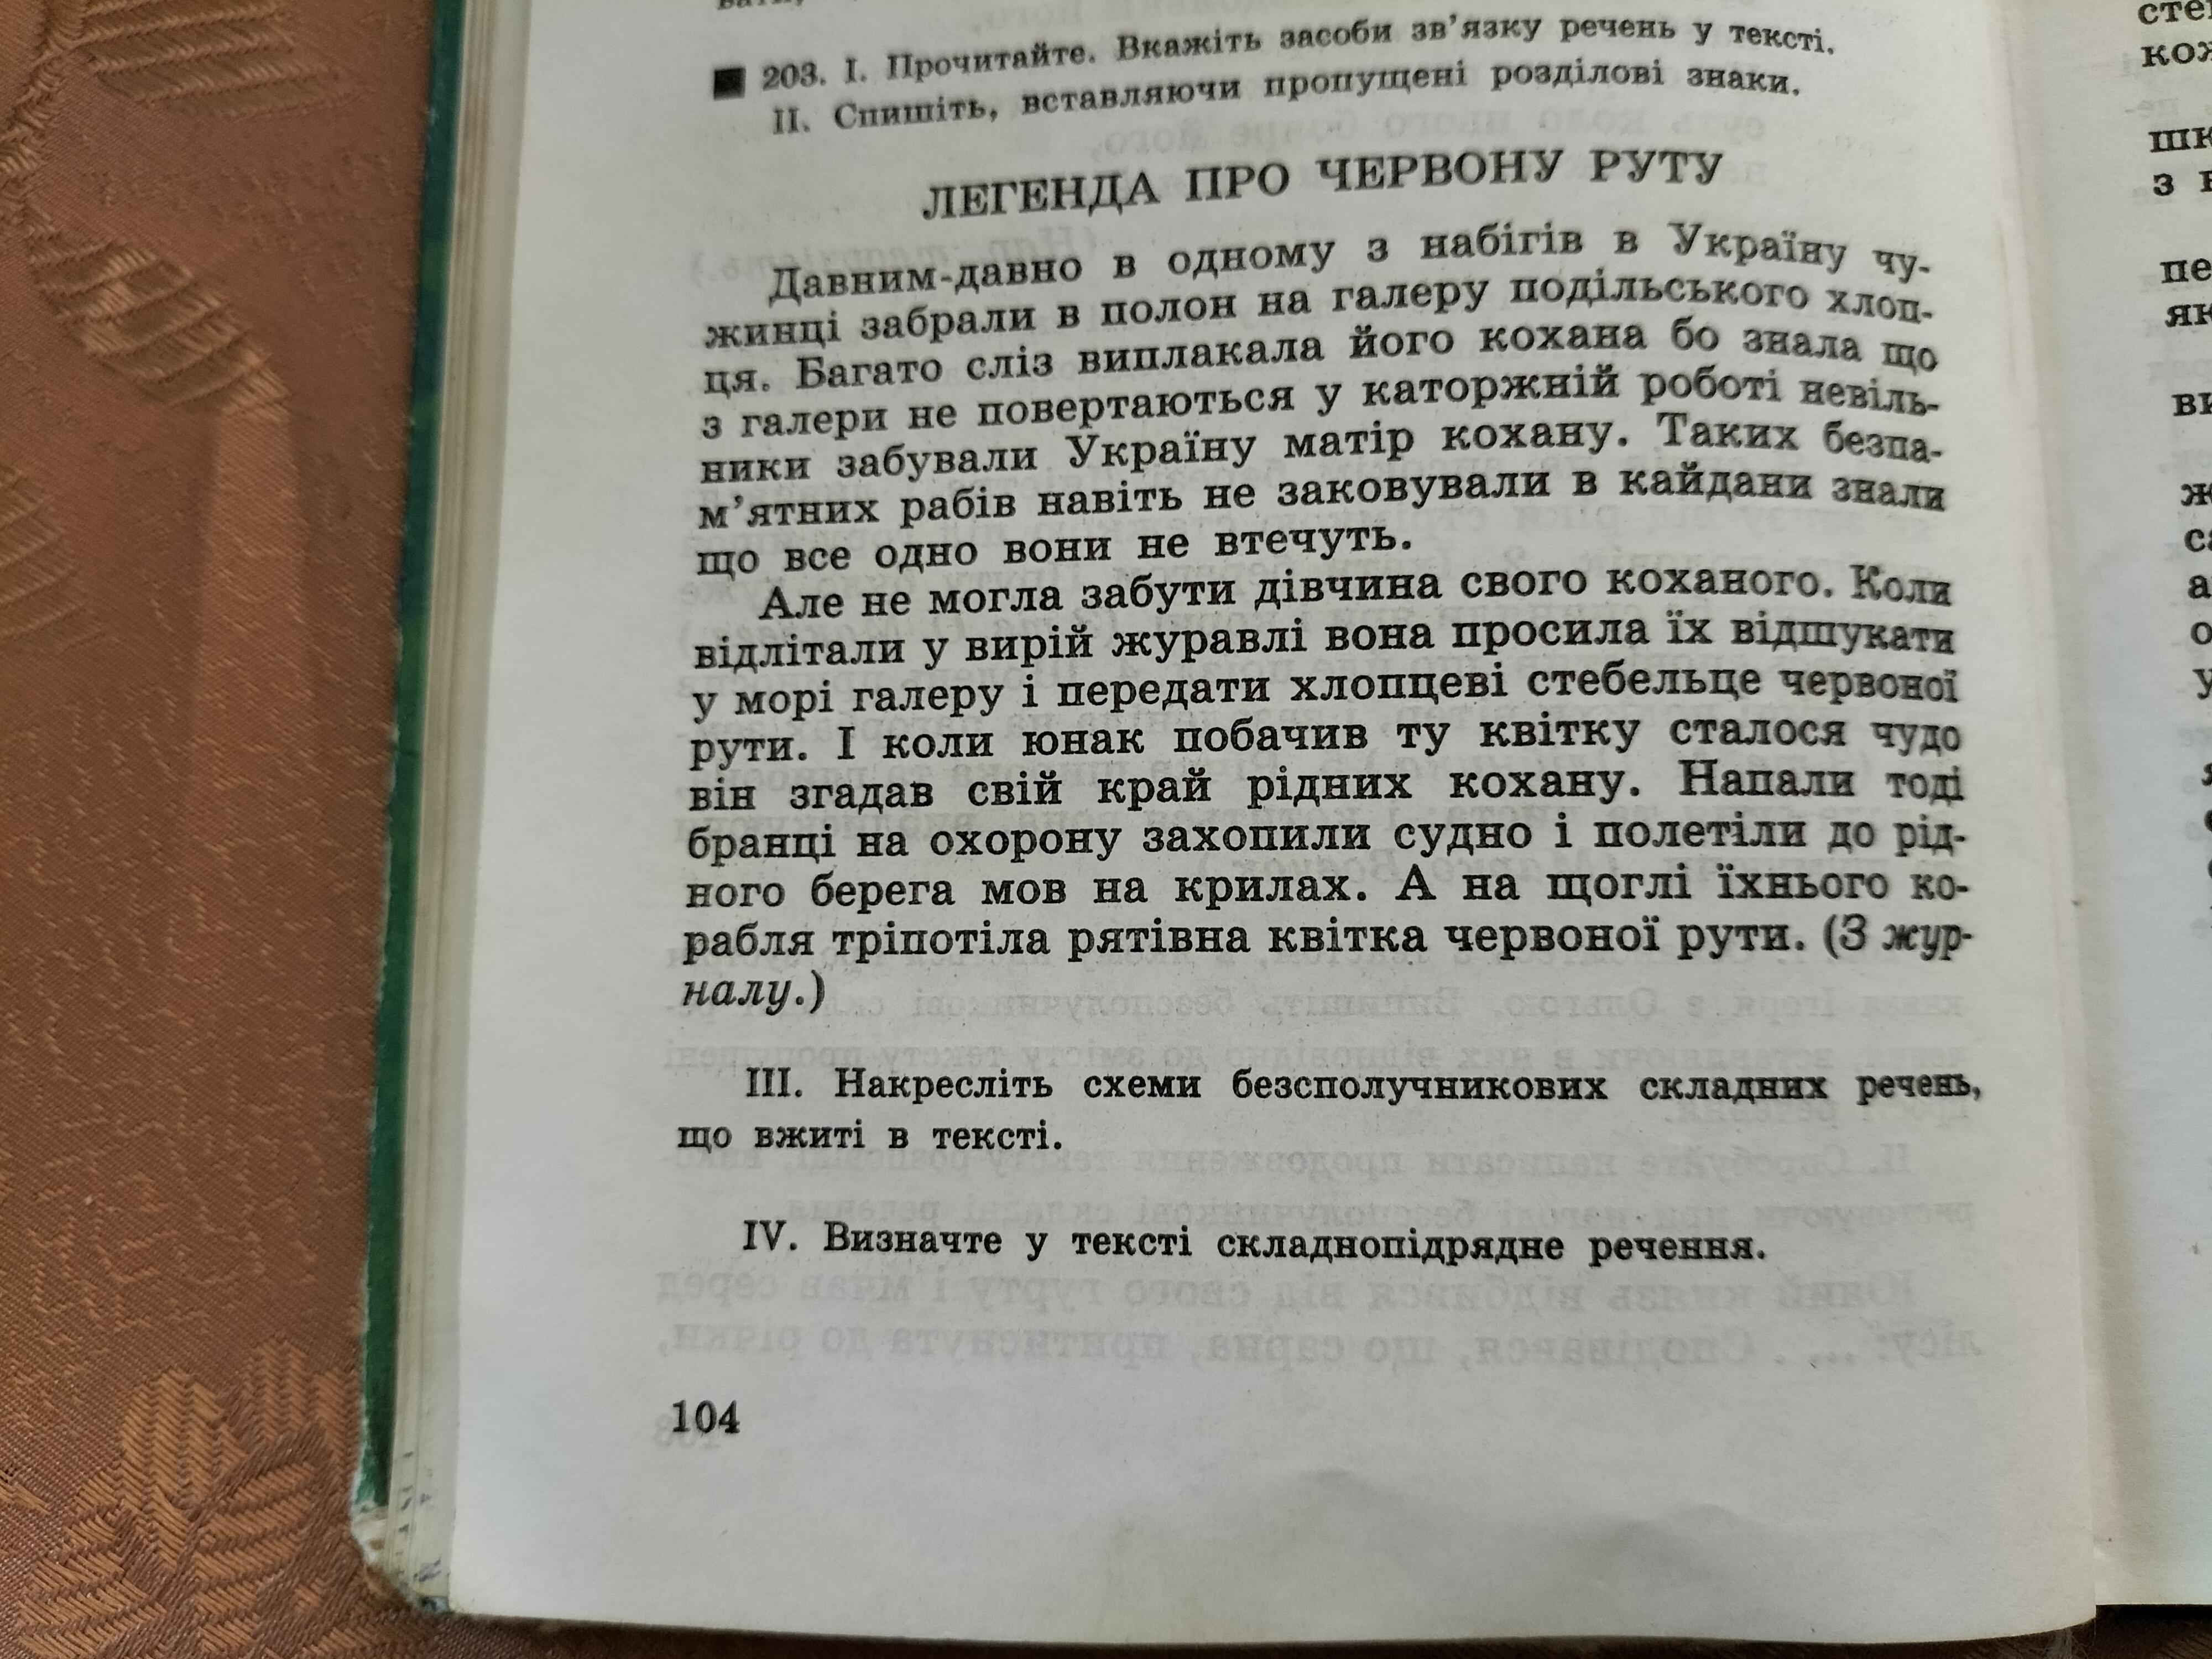 203. І. Прочитайте. Вкажіть засоби зв’язку речень у тексті.
ІІ. Спишіть, вставляючи пропущені розділові знаки.
ЛЕГЕНДА ПРО ЧЕРВОНУ РУТУ
Давним-давно в одному з набігів в Україну чу-
жинці забрали в полон на галеру подільського хлоп-
ця. Багато сліз виплакала його кохана бо знала що
з галери не повертаються у каторжній роботі невіль-
ники забували Україну матір кохану. Таких безпа-
м’ятних рабів навіть не заковували в кайдани знали
що все одно вони не втечуть.
Але не могла забути дівчина свого коханого. Коли
відлітали у вирій журавлі вона просила їх відшукати
у морі галеру і передати хлопцеві стебельце червоної
рути. І коли юнак побачив ту квітку сталося чудо
він згадав свій край рідних кохану. Напали тоді
бранці на охорону захопили судно і полетіли до рід-
ного берега мов на крилах. А на щоглі їхнього ко-
рабля тріпотіла рятівна квітка червоної рути. (З жур-
налу.)
ІІІ. Накресліть схеми безсполучникових складних речень,
що вжиті в тексті.
IV. Визначте у тексті складнопідрядне речення.
104